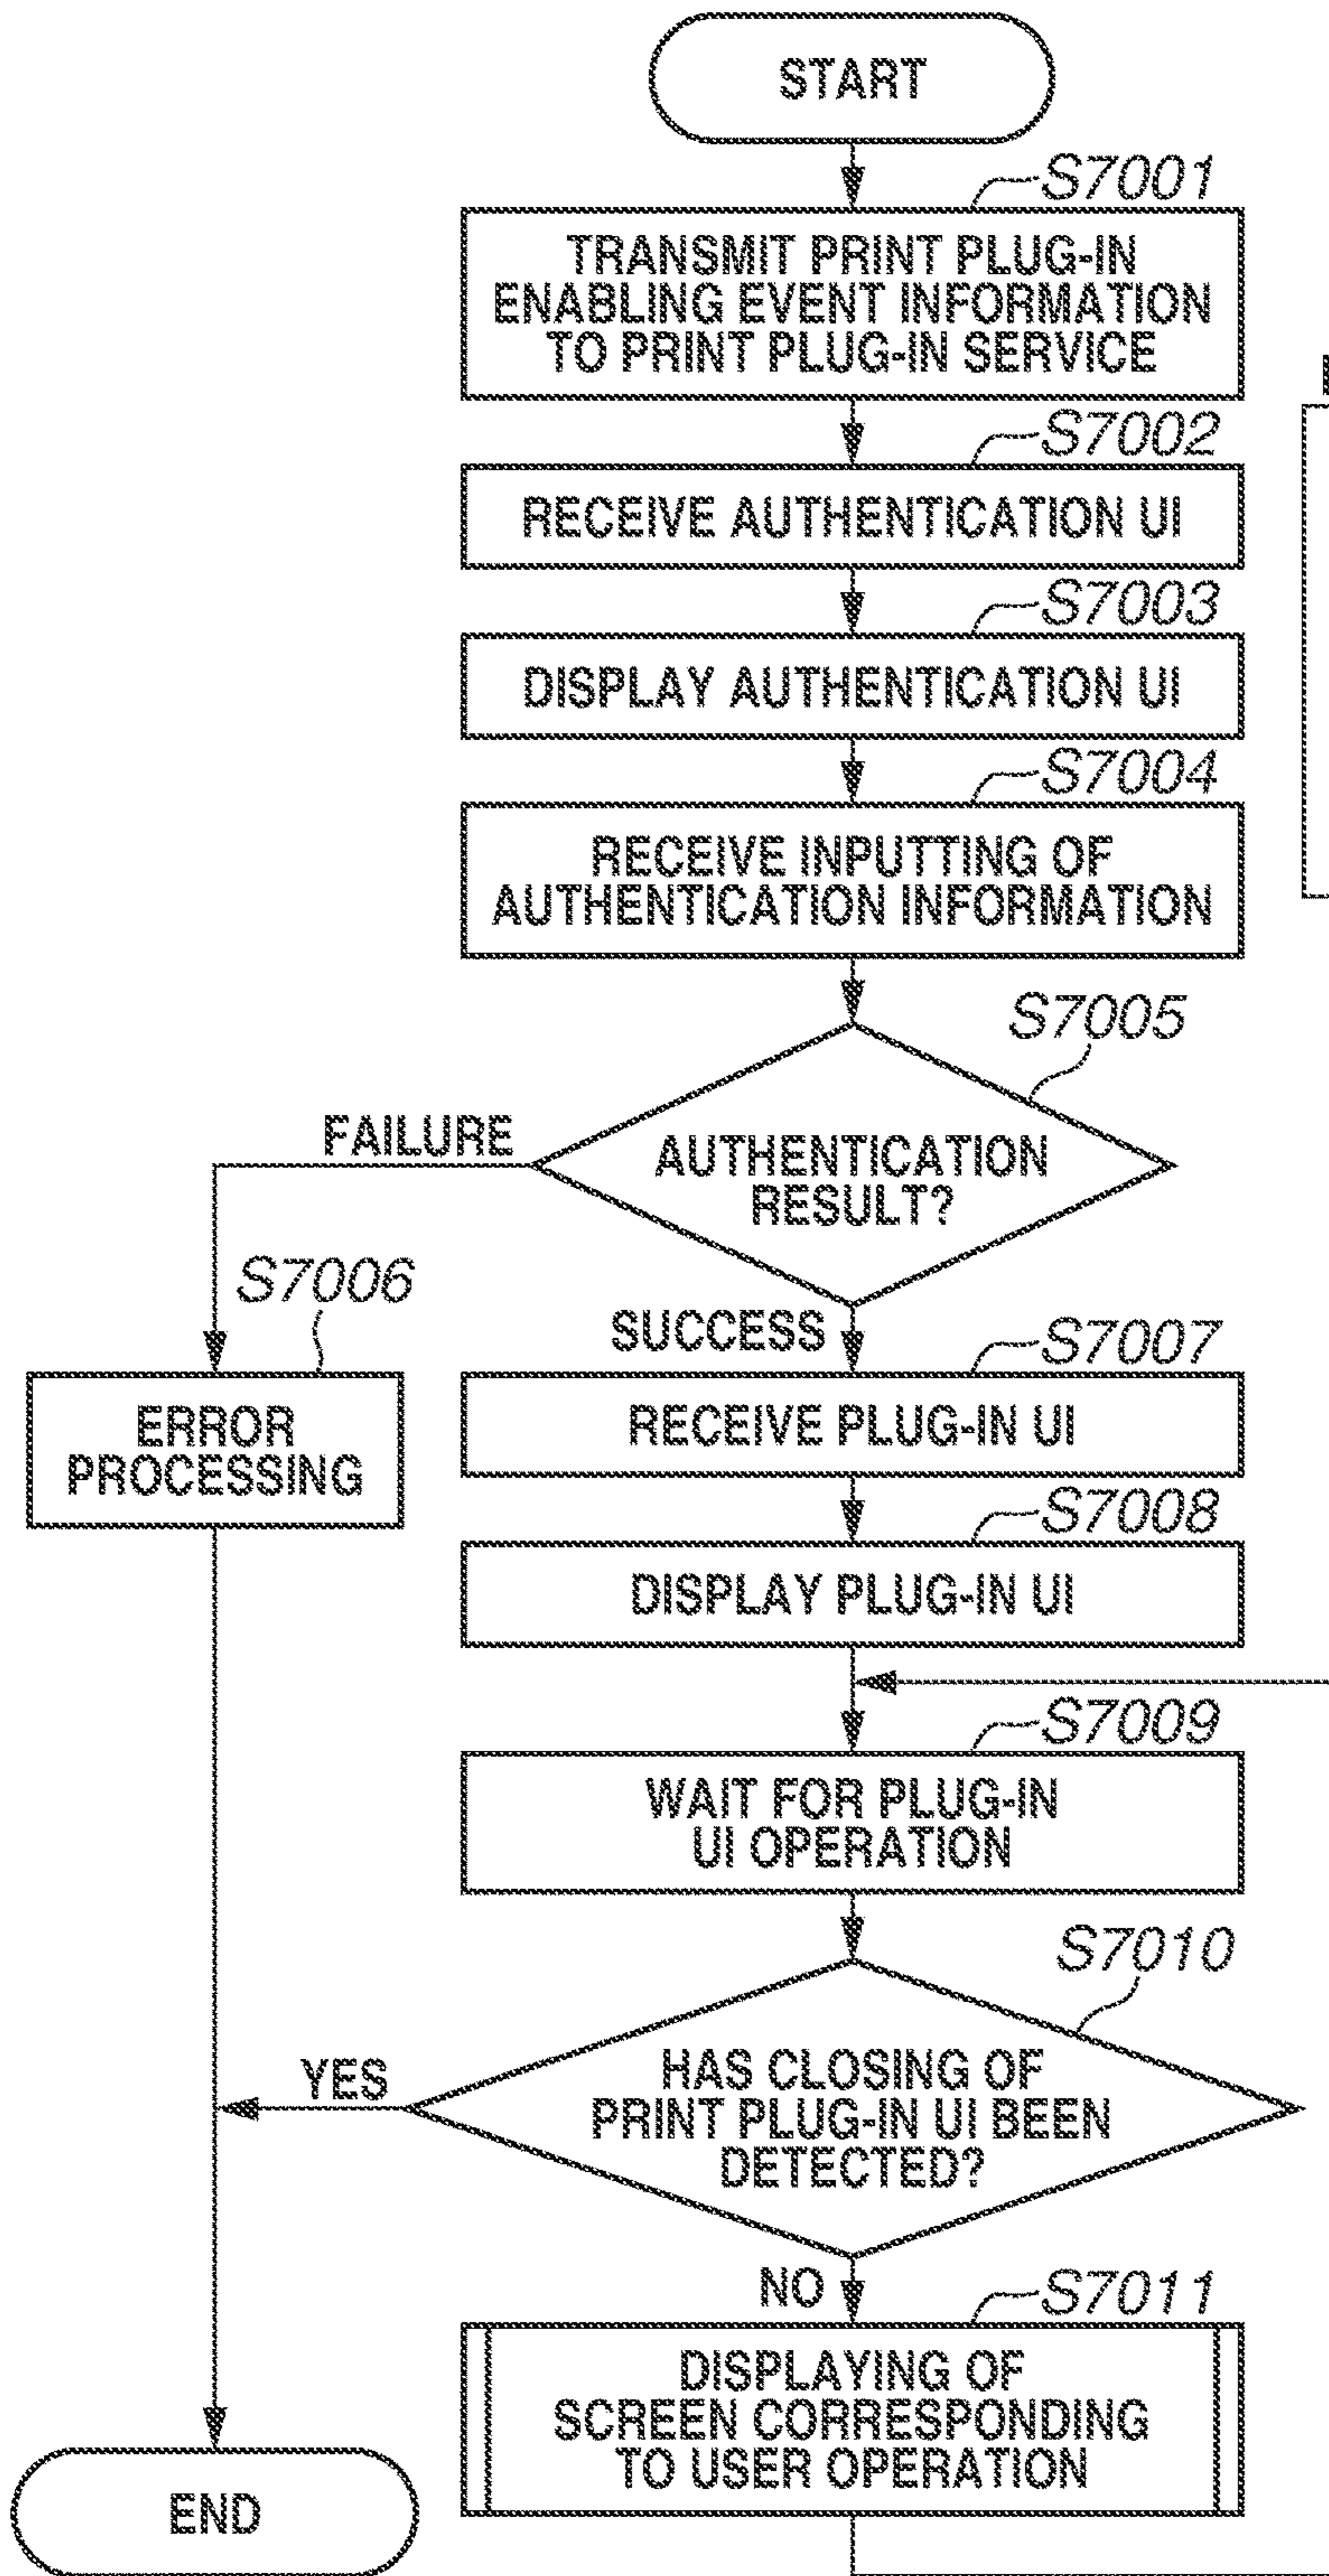 START
S7001
TRANSMIT PRINT PLUG-IN
ENABLING EVENT INFORMATION
TO PRINT PLUG-IN SERVICE
S7002
RECEIVE AUTHENTICATION UI
S7003
DISPLAY AUTHENTICATION UI
S7004
RECEIVE INPUTTING OF
AUTHENTICATION INFORMATION
S7005
FAILURE
AUTHENTICATION
RESULT?
S7006
SUCCESS
S7007
ERROR
PROCESSING
RECEIVE PLUG-IN UI
S7008
DISPLAY PLUG-IN UI
S7009
WAIT FOR PLUG-IN
UI OPERATION
S7010
YES
HAS CLOSING OF
PRINT PLUG-IN UI BEEN
DETECTED?
NO
S7011
DISPLAYING OF
SCREEN CORRESPONDING
TO USER OPERATION
END